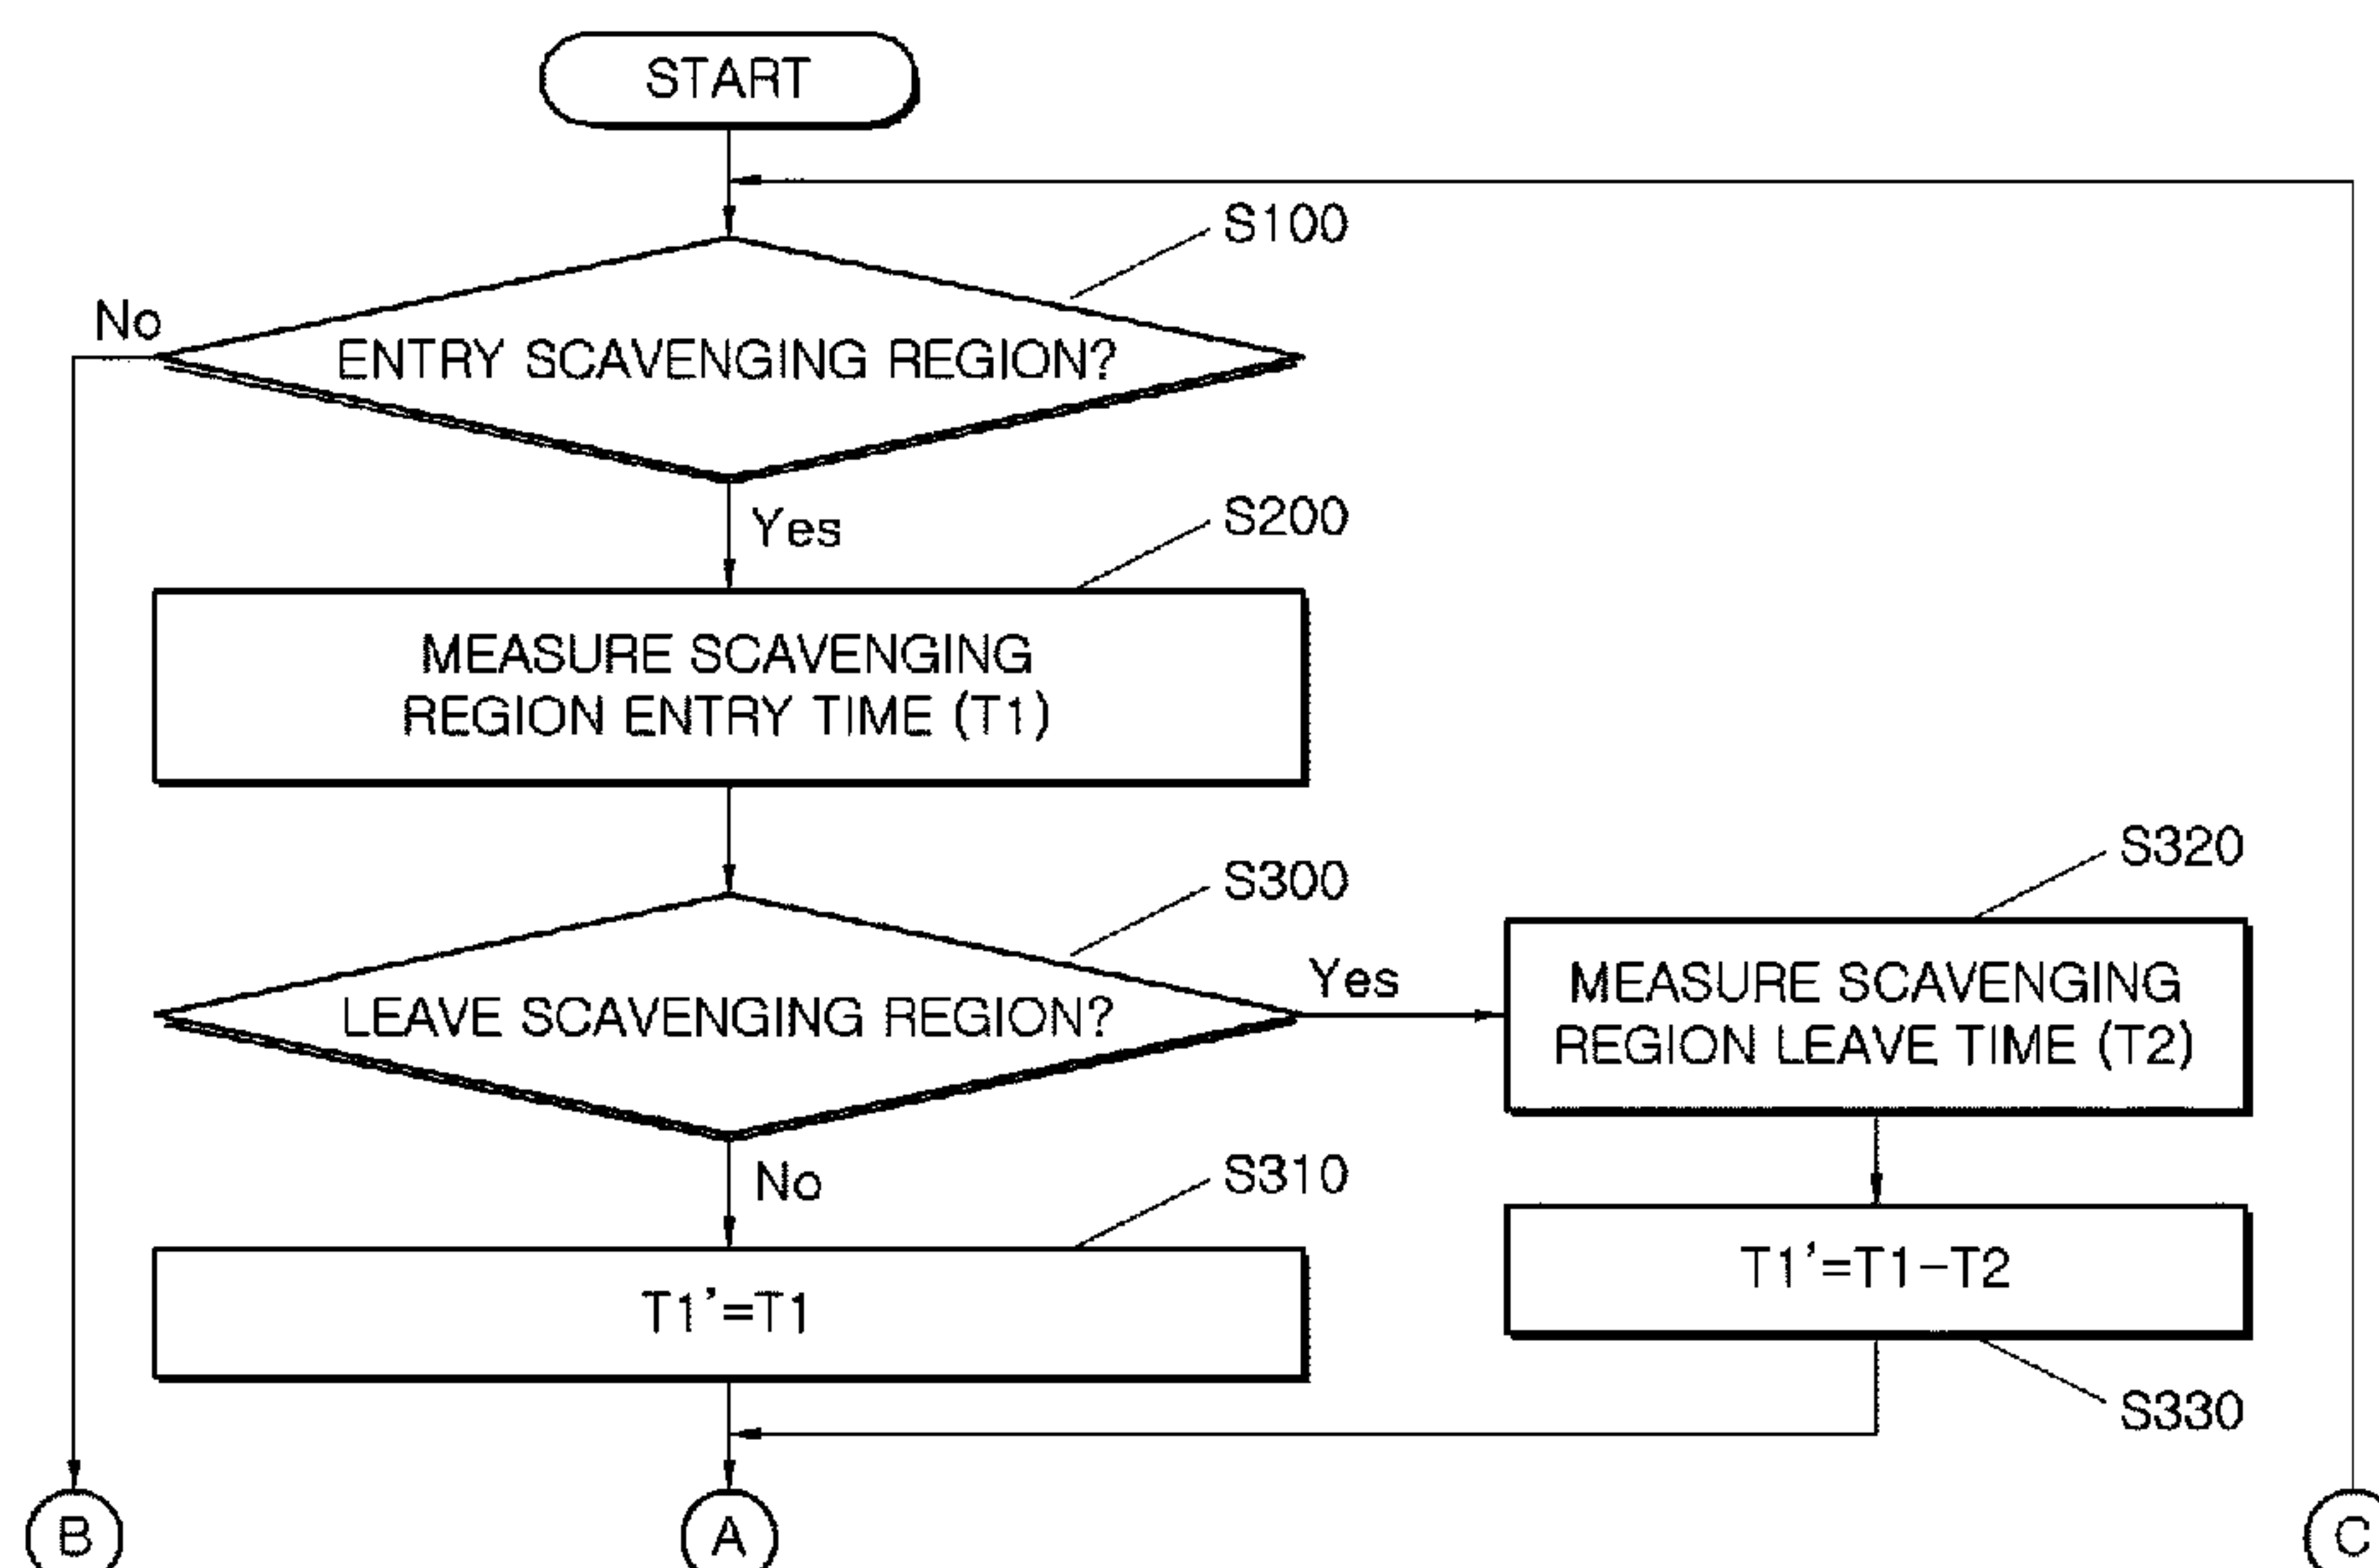 START
S100
No
ENTRY SCAVENGING REGION?
Yes
S200
MEASURE SCAVENGING
REGION ENTRY TIME (T1)
S300
LEAVE SCAVENGING REGION?
Yes
S320
MEASURE SCAVENGING
REGION LEAVE TIME (T2)
No
S310
T1'=T1
T1'=T1-T2
S330
B
A
C